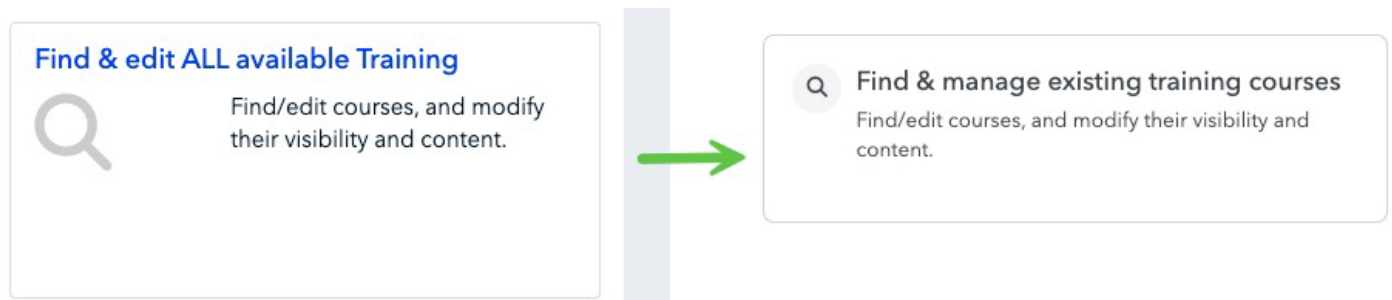 Find & edit ALL available Training
Find/edit courses, and modify
their visibility and content.
Find & manage existing training courses
Find/edit courses, and modify their visibility and
content.